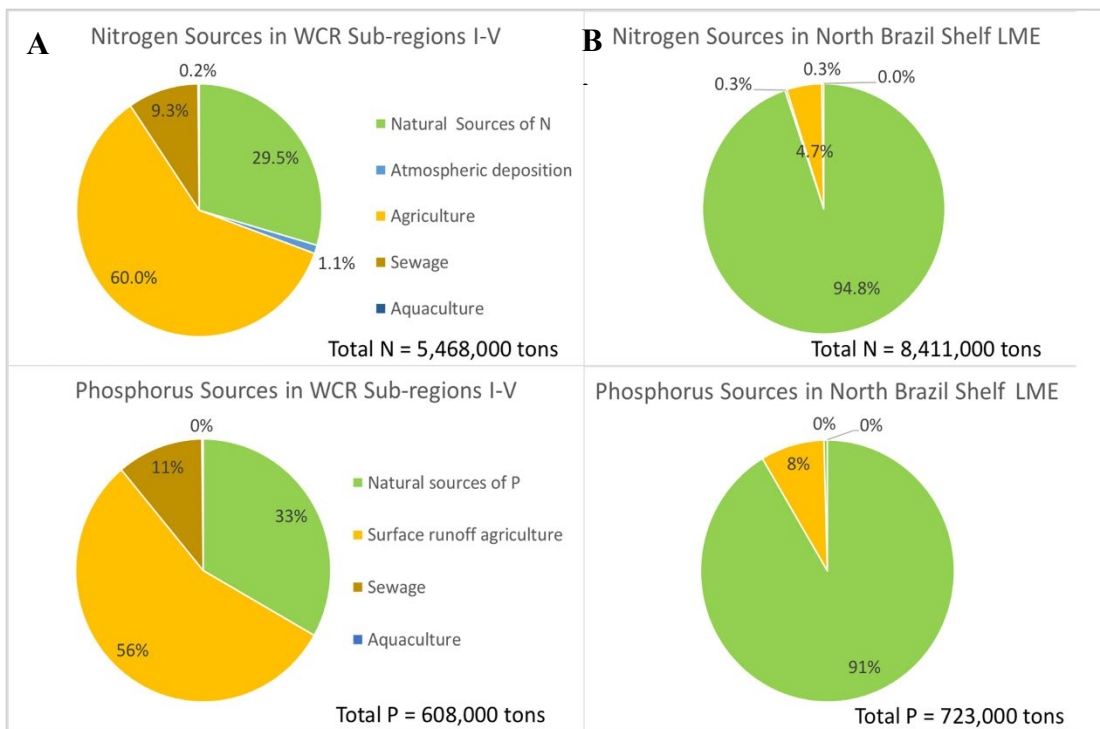 A
Nitrogen Sources in WCR Sub-regions I-V
0.2%
9.3%
29.5%
60.0%
1.1%
Natural Sources of N
Atmospheric deposition
Agriculture
Sewage
Aquaculture
Total N = 5,468,000 tons
B
Nitrogen Sources in North Brazil Shelf LME
0.3%
0.3%
0.0%
4.7%
94.8%
Total N = 8,411,000 tons
Phosphorus Sources in WCR Sub-regions I-V
0%
11%
33%
56%
Natural sources of P
Surface runoff agriculture
Sewage
Aquaculture
Total P = 608,000 tons
Phosphorus Sources in North Brazil Shelf LME
0%
0%
8%
91%
Total P = 723,000 tons